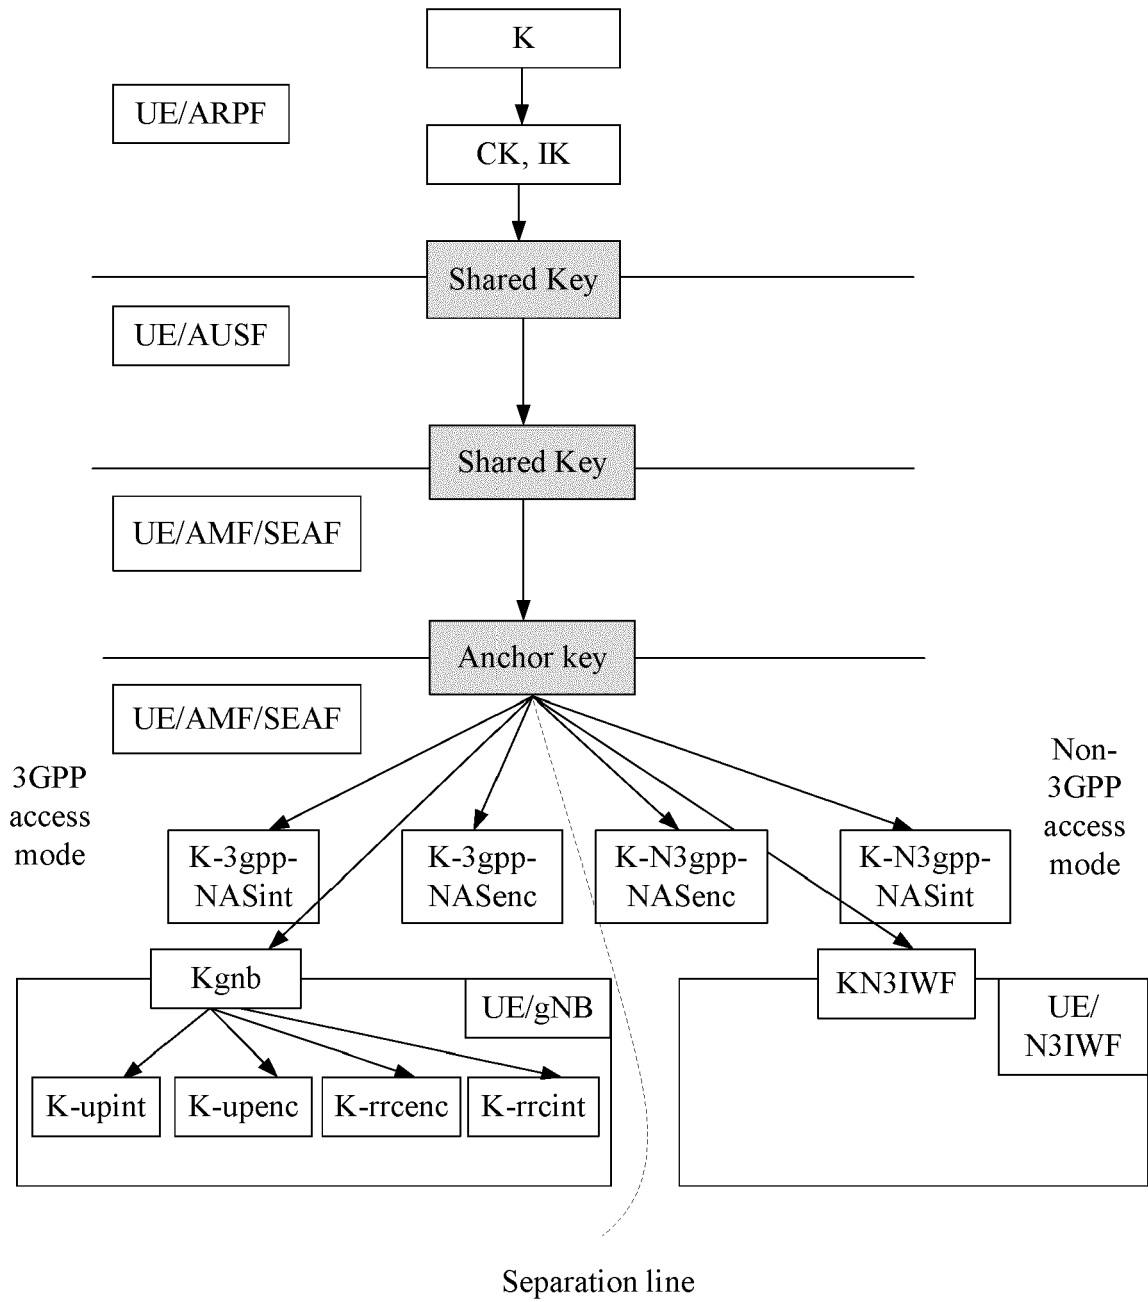 K
UE/ARPF
CK, IK
Shared Key
UE/AUSF
Shared Key
UE/AMF/SEAF
Anchor key
UE/AMF/SEAF
3GPP
access
mode
Non-
3GPP
access
mode
K-3gpp-
NASint
K-3gpp-
NASenc
K-N3gpp-
NASenc
K-N3gpp-
NASint
Kgnb
UE/gNB
KN3IWF
UE/
N3IWF
K-upint
K-upenc
K-rrcenc
K-rrcint
Separation line